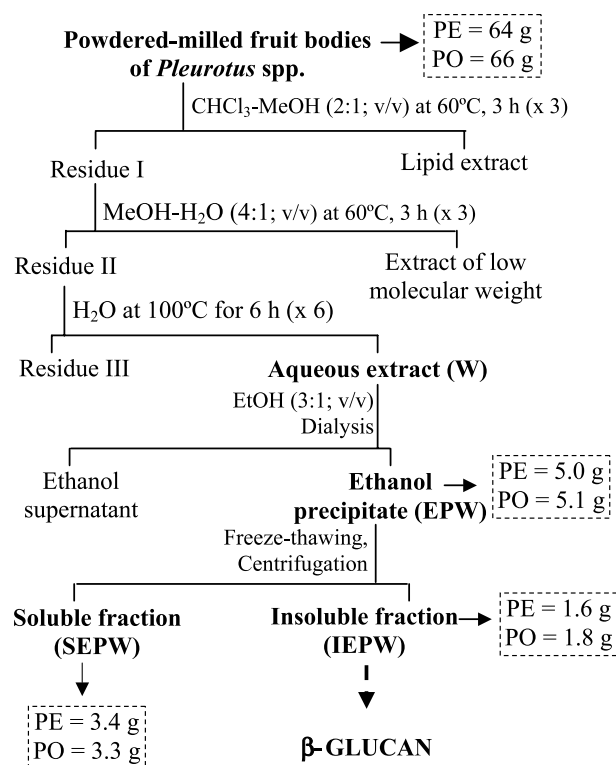 Powdered-milled fruit bodies
of Pleurotus spp.
PE = 64 g
PO = 66 g
CHCl₃-MeOH (2:1; v/v) at 60ºC, 3 h (x 3)
Residue I
Lipid extract
MeOH-H₂O (4:1; v/v) at 60ºC, 3 h (x 3)
Residue II
Extract of low
molecular weight
H₂O at 100ºC for 6 h (x 6)
Residue III
Aqueous extract (W)
EtOH (3:1; v/v)
Dialysis
Ethanol
supernatant
Ethanol
precipitate (EPW)
PE = 5.0 g
PO = 5.1 g
Freeze-thawing,
Centrifugation
Soluble fraction
(SEPW)
Insoluble fraction
(IEPW)
PE = 1.6 g
PO = 1.8 g
PE = 3.4 g
PO = 3.3 g
β-GLUCAN